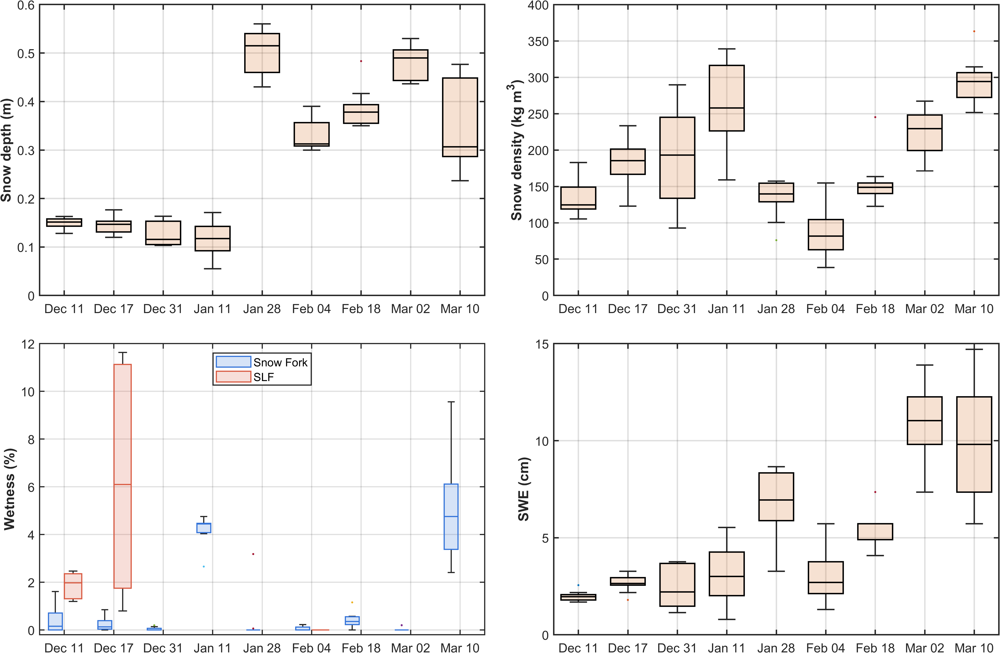 Snow depth (m)
0.6
0.5
0.4
0.3
0.2
0.1
0
Dec 11 Dec 17 Dec 31 Jan 11 Jan 28 Feb 04 Feb 18 Mar 02 Mar 10
Snow density (kg m³)
400
350
300
250
200
150
100
50
0
Dec 11 Dec 17 Dec 31 Jan 11 Jan 28 Feb 04 Feb 18 Mar 02 Mar 10
Wetness (%)
12
10
8
6
4
2
0
Snow Fork
SLF
Dec 11 Dec 17 Dec 31 Jan 11 Jan 28 Feb 04 Feb 18 Mar 02 Mar 10
SWE (cm)
15
10
5
0
Dec 11 Dec 17 Dec 31 Jan 11 Jan 28 Feb 04 Feb 18 Mar 02 Mar 10